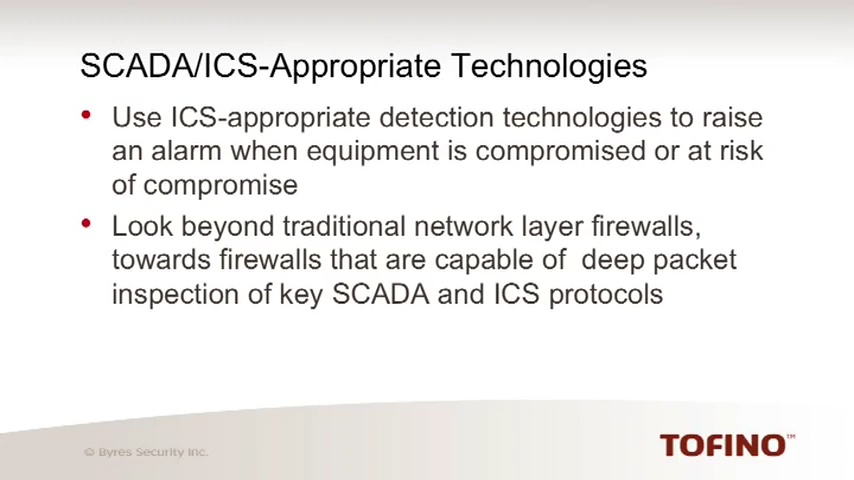 SCADA/ICS-Appropriate Technologies
• Use ICS-appropriate detection technologies to raise
an alarm when equipment is compromised or at risk
of compromise
• Look beyond traditional network layer firewalls,
towards firewalls that are capable of  deep packet
inspection of key SCADA and ICS protocols
© Byres Security Inc.
TOFINO™